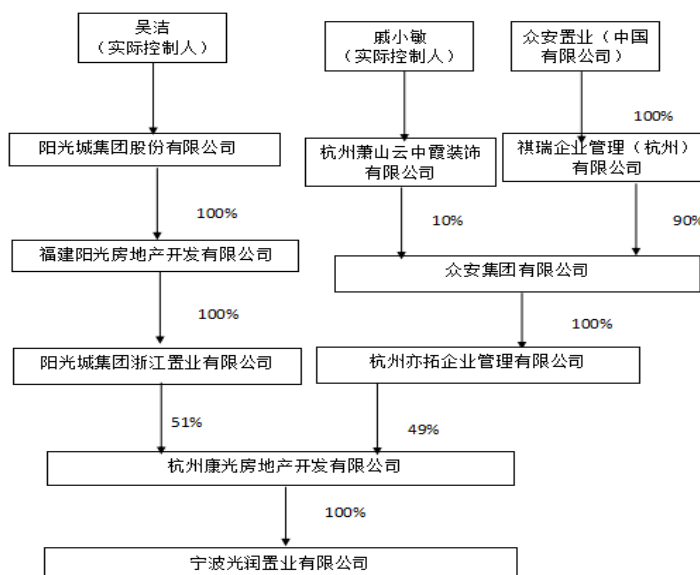 吴洁
（实际控制人）
戚小敏
（实际控制人）
众安置业（中国
有限公司）
100%
阳光城集团股份有限公司
杭州萧山云中霞装饰
有限公司
祺瑞企业管理（杭州）
有限公司
100%
10%
90%
福建阳光房地产开发有限公司
众安集团有限公司
100%
100%
阳光城集团浙江置业有限公司
杭州亦拓企业管理有限公司
51%
49%
杭州康光房地产开发有限公司
100%
宁波光润置业有限公司